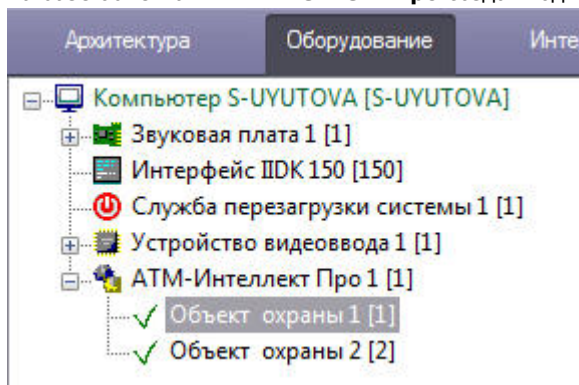 Архитектура Оборудование Инте
Компьютер S-UYUTOVA [S-UYUTOVA]
Звуковая плата 1 [1]
Интерфейс IIDK 150 [150]
Служба перезагрузки системы 1 [1]
Устройство видеоввода 1 [1]
АТМ-Интеллект Про 1 [1]
Объект охраны 1 [1]
Объект охраны 2 [2]